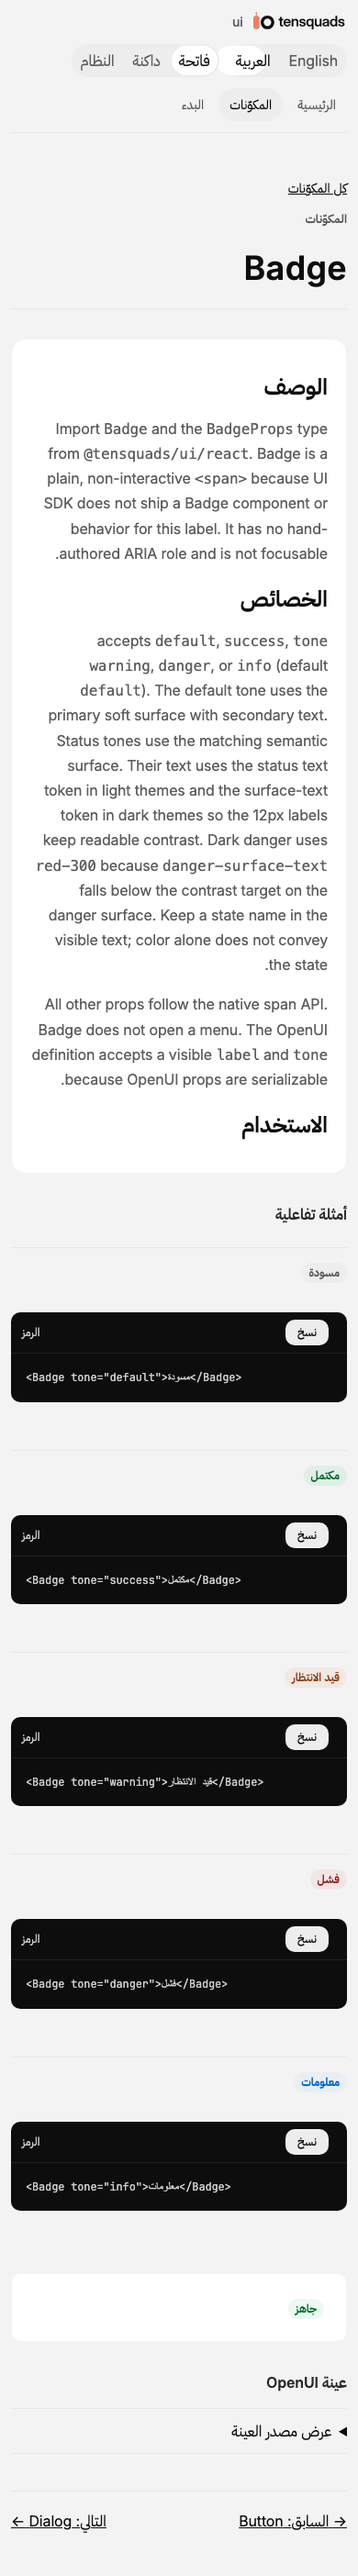 tensquads ui
English العربية فاتحة داكنة النظام
الرئيسية المكوّنات البدء
كل المكوّنات
المكوّنات
Badge
الوصف
Import Badge and the BadgeProps type
from @tensquads/ui/react. Badge is a
plain, non-interactive <span> because UI
SDK does not ship a Badge component or
behavior for this label. It has no hand-
authored ARIA role and is not focusable.
الخصائص
tone accepts default, success,
warning, danger, or info (default
default). The default tone uses the
primary soft surface with secondary text.
Status tones use the matching semantic
surface. Their text uses the status text
token in light themes and the surface-text
token in dark themes so the 12px labels
keep readable contrast. Dark danger uses
red-300 because danger-surface-text
falls below the contrast target on the
danger surface. Keep a state name in the
visible text; color alone does not convey
the state.
All other props follow the native span API.
Badge does not open a menu. The OpenUI
definition accepts a visible label and tone
because OpenUI props are serializable.
الاستخدام
أمثلة تفاعلية
مسودة
نسخ الرمز
<Badge tone="default">مسودة</Badge>
مكتمل
نسخ الرمز
<Badge tone="success">مكتمل</Badge>
قيد الانتظار
نسخ الرمز
<Badge tone="warning">قيد الانتظار</Badge>
فشل
نسخ الرمز
<Badge tone="danger">فشل</Badge>
معلومات
نسخ الرمز
<Badge tone="info">معلومات</Badge>
جاهز
عينة OpenUI
◀ عرض مصدر العينة
→ السابق: Button التالي: Dialog ←